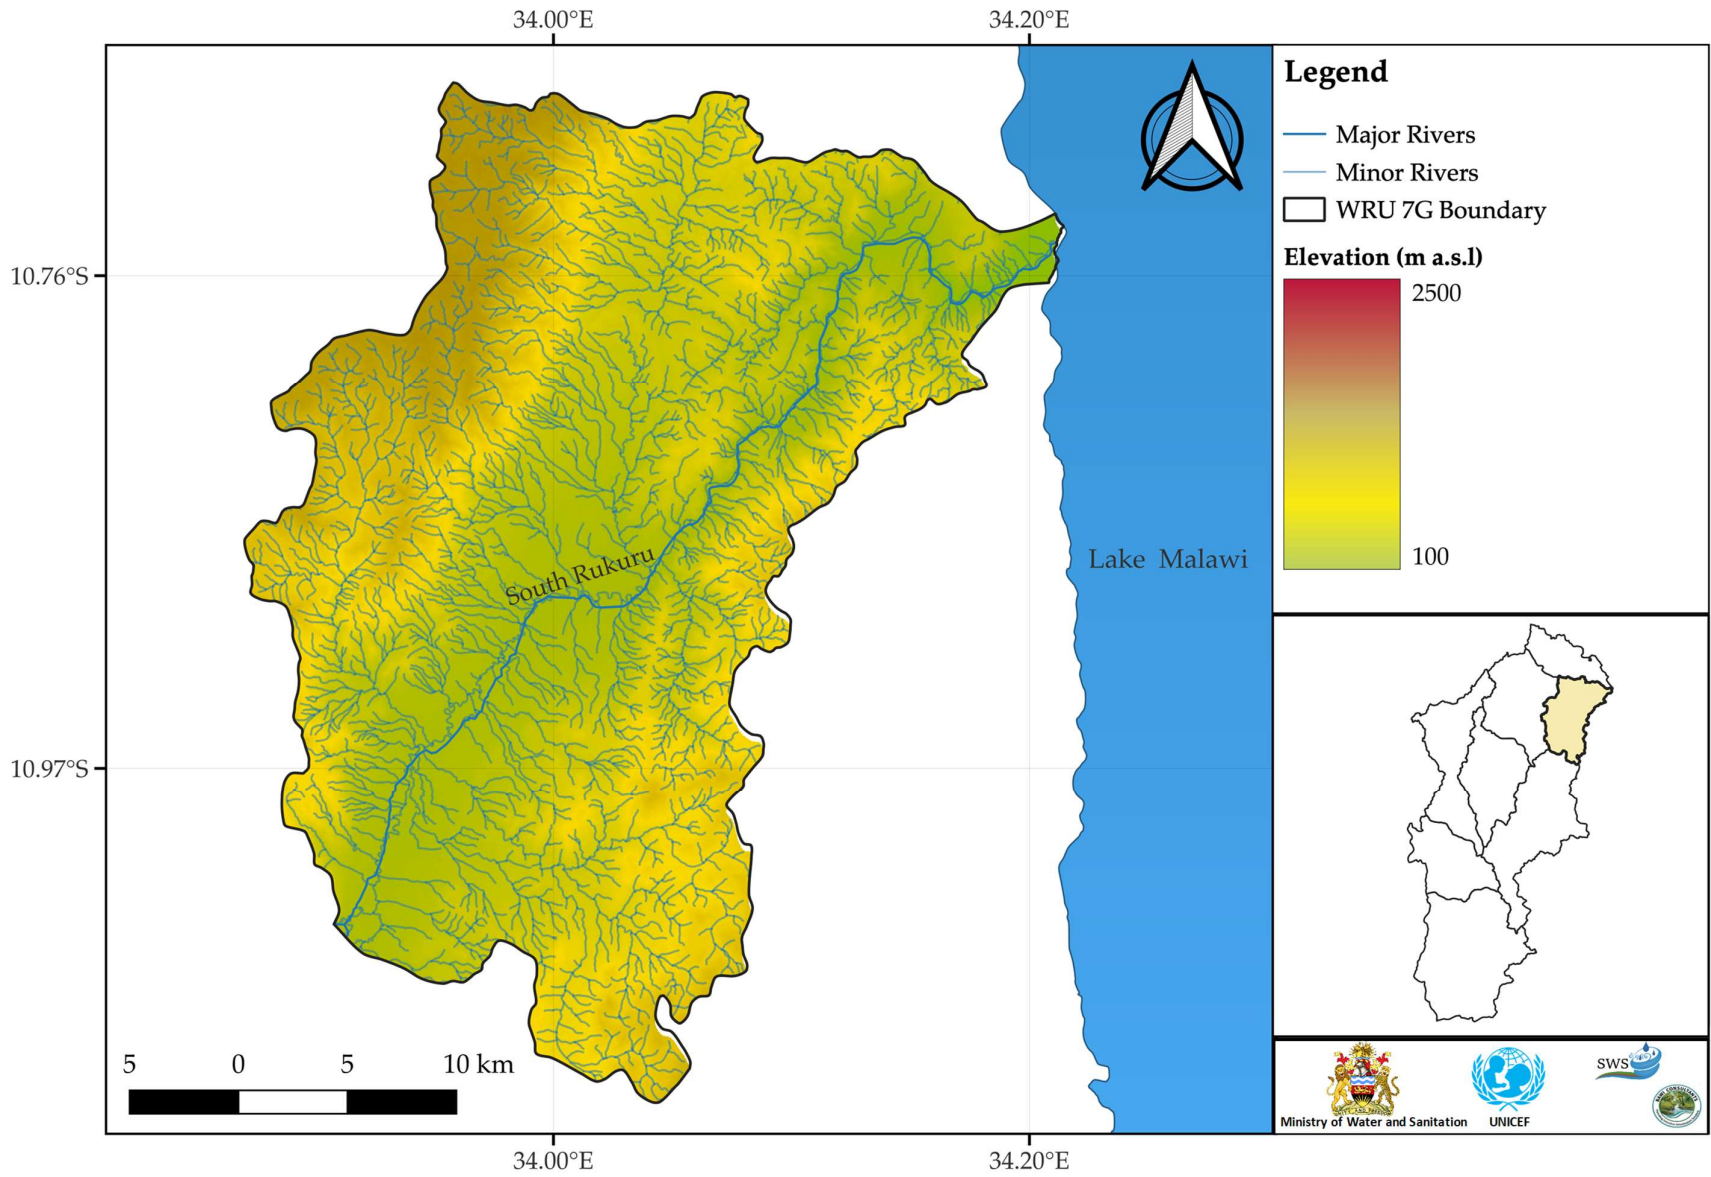 34.00°E 34.20°E
Legend
Major Rivers
Minor Rivers
WRU 7G Boundary
10.76°S
Elevation (m a.s.l)
2500
100
South Rukuru
Lake Malawi
10.97°S
5 0 5 10 km
SWS
Ministry of Water and Sanitation
UNICEF
34.00°E 34.20°E